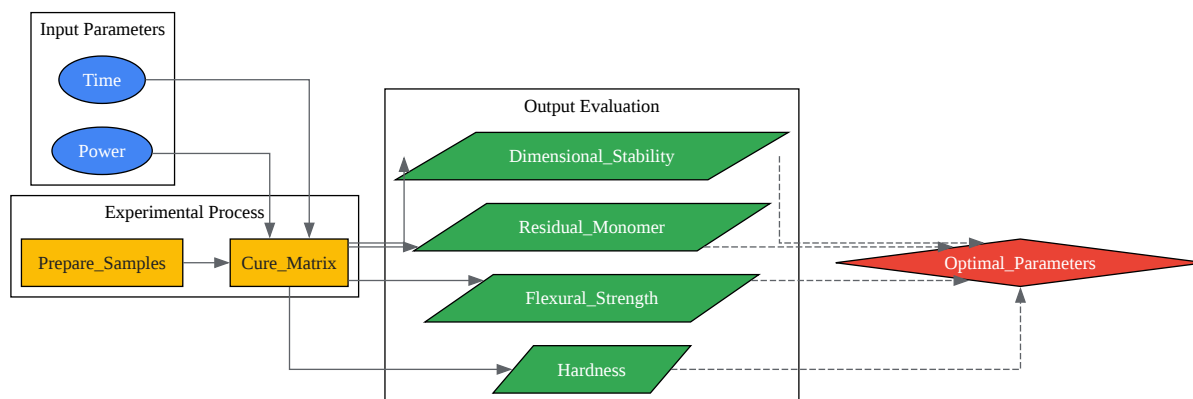 Input Parameters
Time
Power
Experimental Process
Prepare_Samples
Cure_Matrix
Output Evaluation
Dimensional_Stability
Residual_Monomer
Flexural_Strength
Hardness
Optimal_Parameters